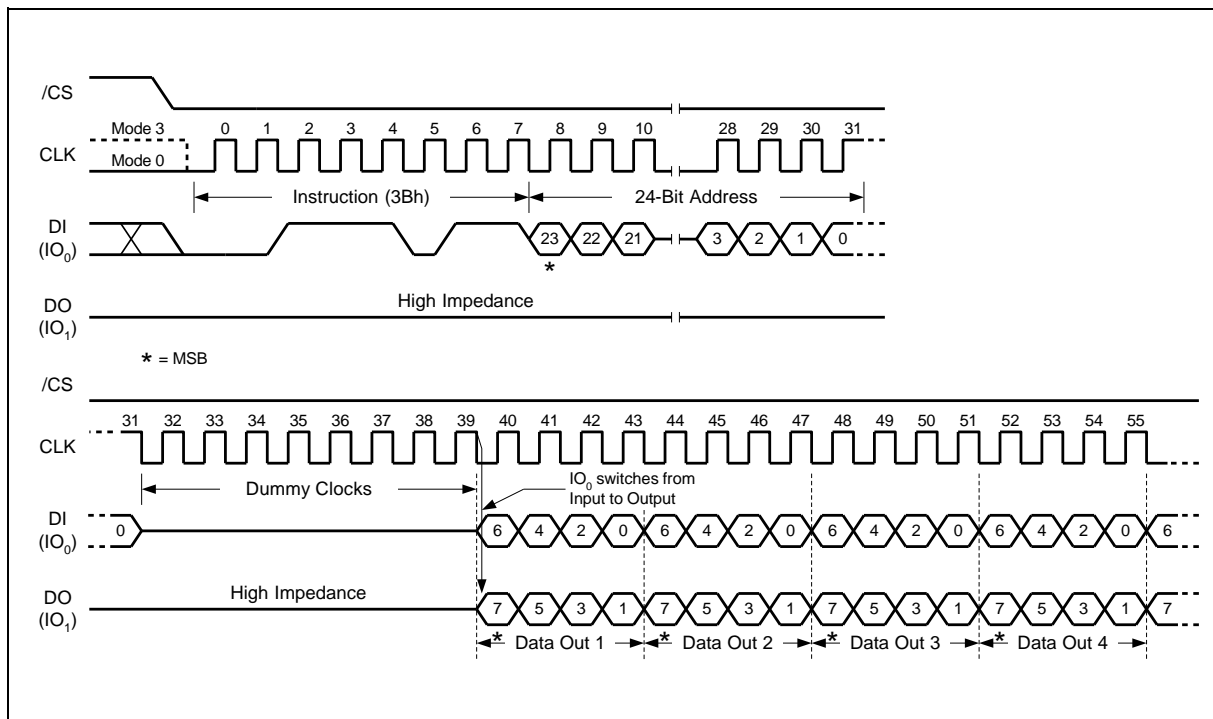 /CS
Mode 3 0 1 2 3 4 5 6 7 8 9 10 28 29 30 31
CLK
Mode 0
Instruction (3Bh) 24-Bit Address
DI
(IO0)
23 22 21 3 2 1 0
*
High Impedance
DO
(IO1)
* = MSB
/CS
31 32 33 34 35 36 37 38 39 40 41 42 43 44 45 46 47 48 49 50 51 52 53 54 55
CLK
Dummy Clocks
IO0 switches from
Input to Output
DI
(IO0)
0 6 4 2 0 6 4 2 0 6 4 2 0 6 4 2 0 6
High Impedance
DO
(IO1)
7 5 3 1 7 5 3 1 7 5 3 1 7 5 3 1 7
* Data Out 1 * Data Out 2 * Data Out 3 * Data Out 4